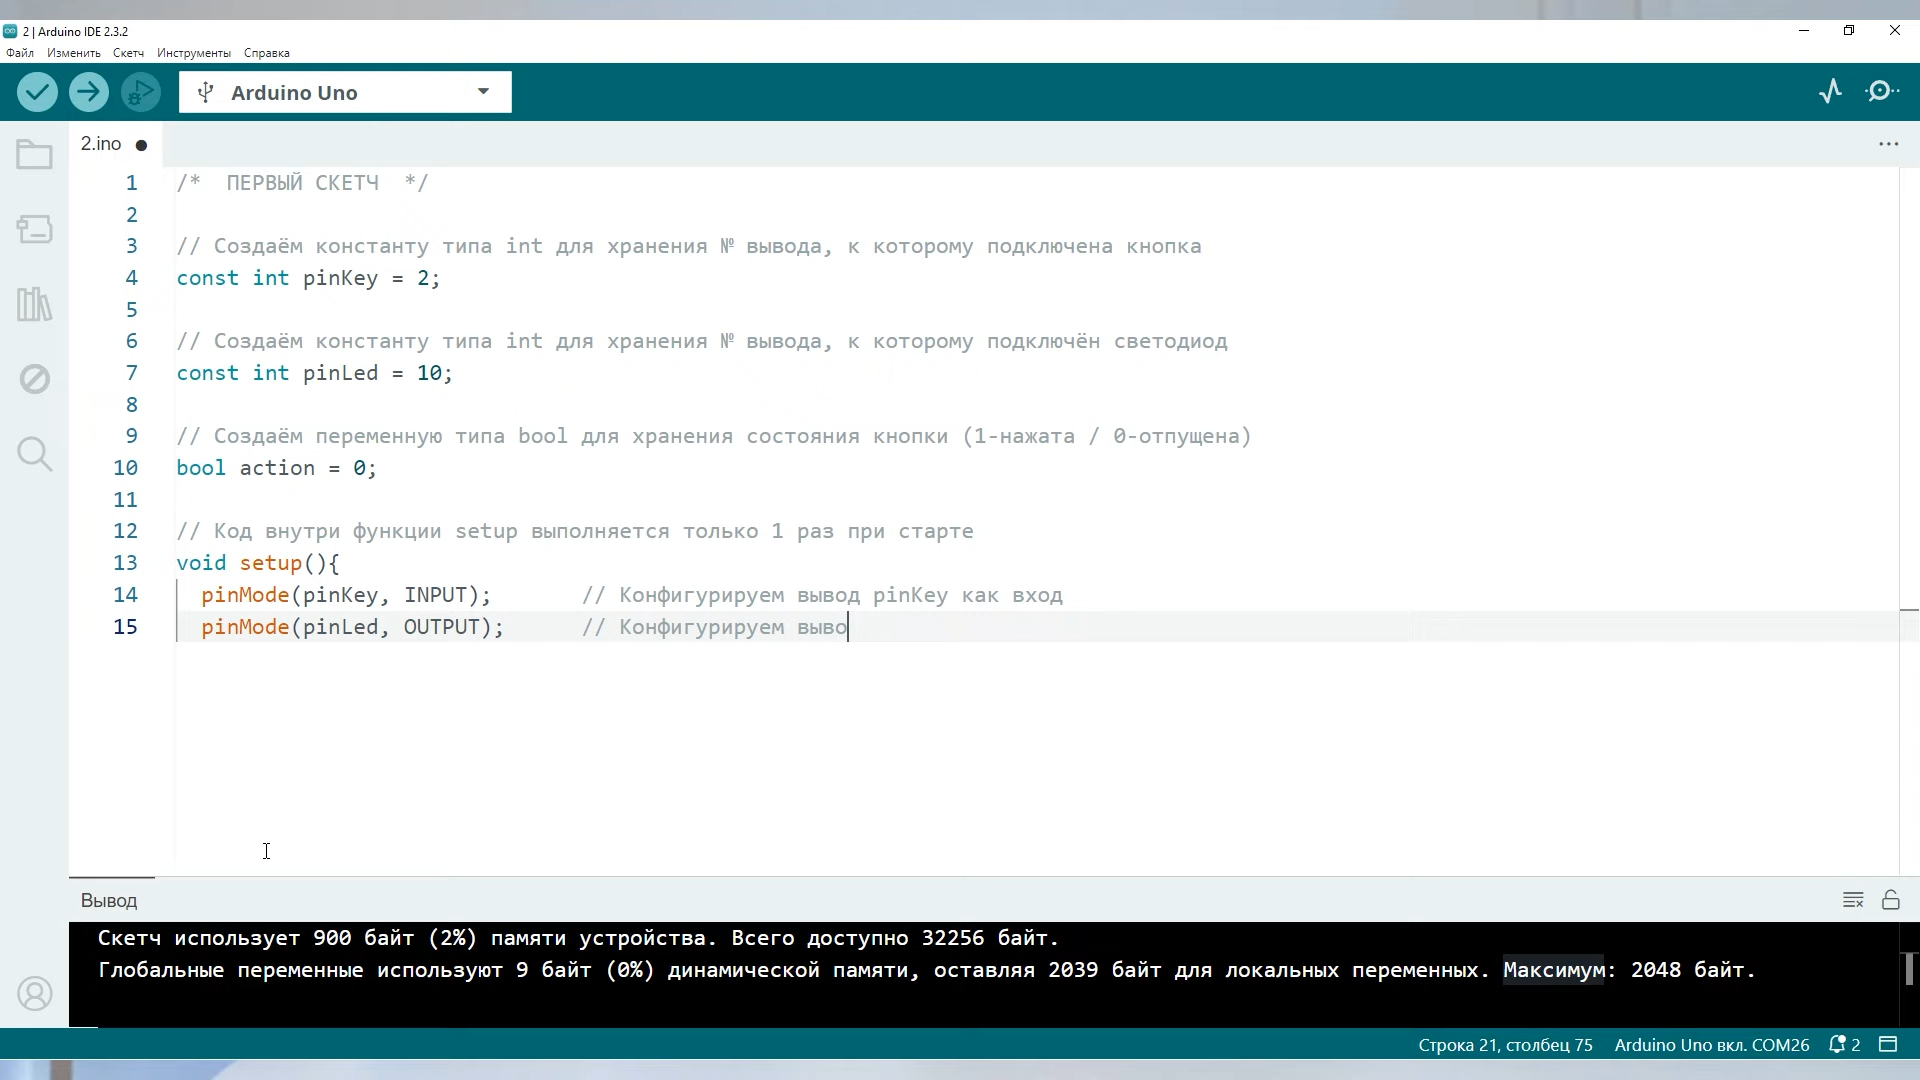 2 | Arduino IDE 2.3.2
Файл Изменить Скетч Инструменты Справка
Arduino Uno
2.ino
1 /*  ПЕРВЫЙ СКЕТЧ  */
2
3 // Создаём константу типа int для хранения № вывода, к которому подключена кнопка
4 const int pinKey = 2;
5
6 // Создаём константу типа int для хранения № вывода, к которому подключён светодиод
7 const int pinLed = 10;
8
9 // Создаём переменную типа bool для хранения состояния кнопки (1-нажата / 0-отпущена)
10 bool action = 0;
11
12 // Код внутри функции setup выполняется только 1 раз при старте
13 void setup(){
14   pinMode(pinKey, INPUT);       // Конфигурируем вывод pinKey как вход
15   pinMode(pinLed, OUTPUT);      // Конфигурируем выво
Вывод
Скетч использует 900 байт (2%) памяти устройства. Всего доступно 32256 байт.
Глобальные переменные используют 9 байт (0%) динамической памяти, оставляя 2039 байт для локальных переменных. Максимум: 2048 байт.
Строка 21, столбец 75 Arduino Uno вкл. COM26 2